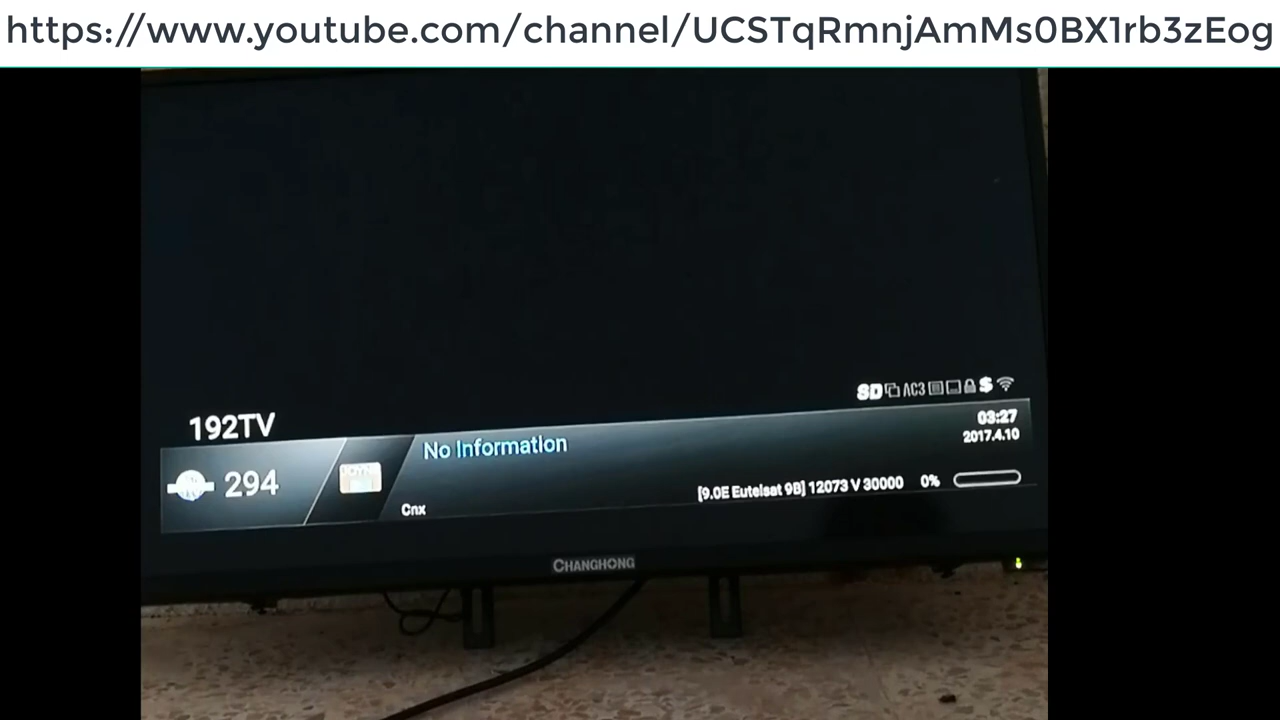 https://www.youtube.com/channel/UCSTqRmnjAmMs0BX1rb3zEog
SD AC3 $
192TV
03:27
2017.4.10
294
No Information
[9.0E Eutelsat 9B] 12073 V 30000 0%
Cnx
CHANGHONG